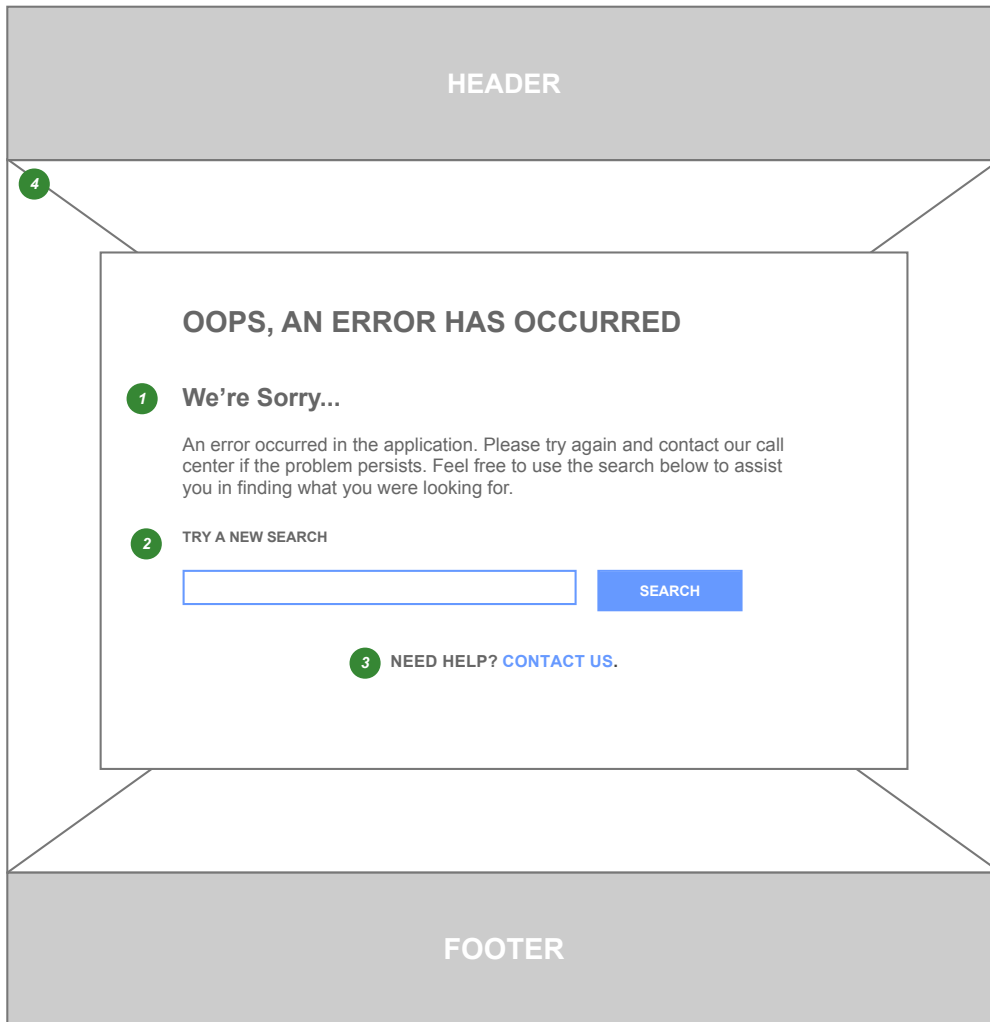 HEADER
4
OOPS, AN ERROR HAS OCCURRED
1 We’re Sorry...
An error occurred in the application. Please try again and contact our call
center if the problem persists. Feel free to use the search below to assist
you in finding what you were looking for.
2 TRY A NEW SEARCH
SEARCH
3 NEED HELP? CONTACT US.
FOOTER